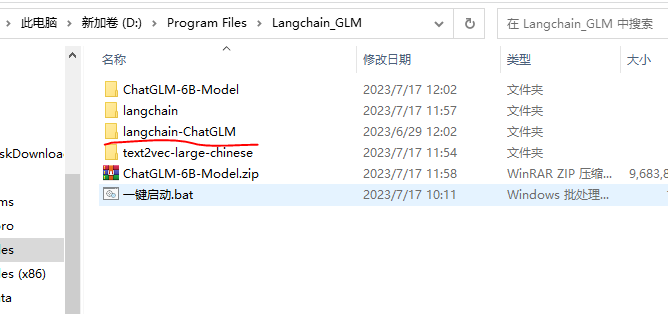 此电脑 › 新加卷 (D:) › Program Files › Langchain_GLM
在 Langchain_GLM 中搜索
名称 修改日期 类型 大小
ChatGLM-6B-Model 2023/7/17 12:02 文件夹
langchain 2023/7/17 11:57 文件夹
langchain-ChatGLM 2023/6/29 12:02 文件夹
skDownload text2vec-large-chinese 2023/7/17 11:54 文件夹
ChatGLM-6B-Model.zip 2023/7/17 11:58 WinRAR ZIP 压缩... 9,683,8
ms 一键启动.bat 2023/7/17 10:11 Windows 批处理...
ro
les
les (x86)
ta